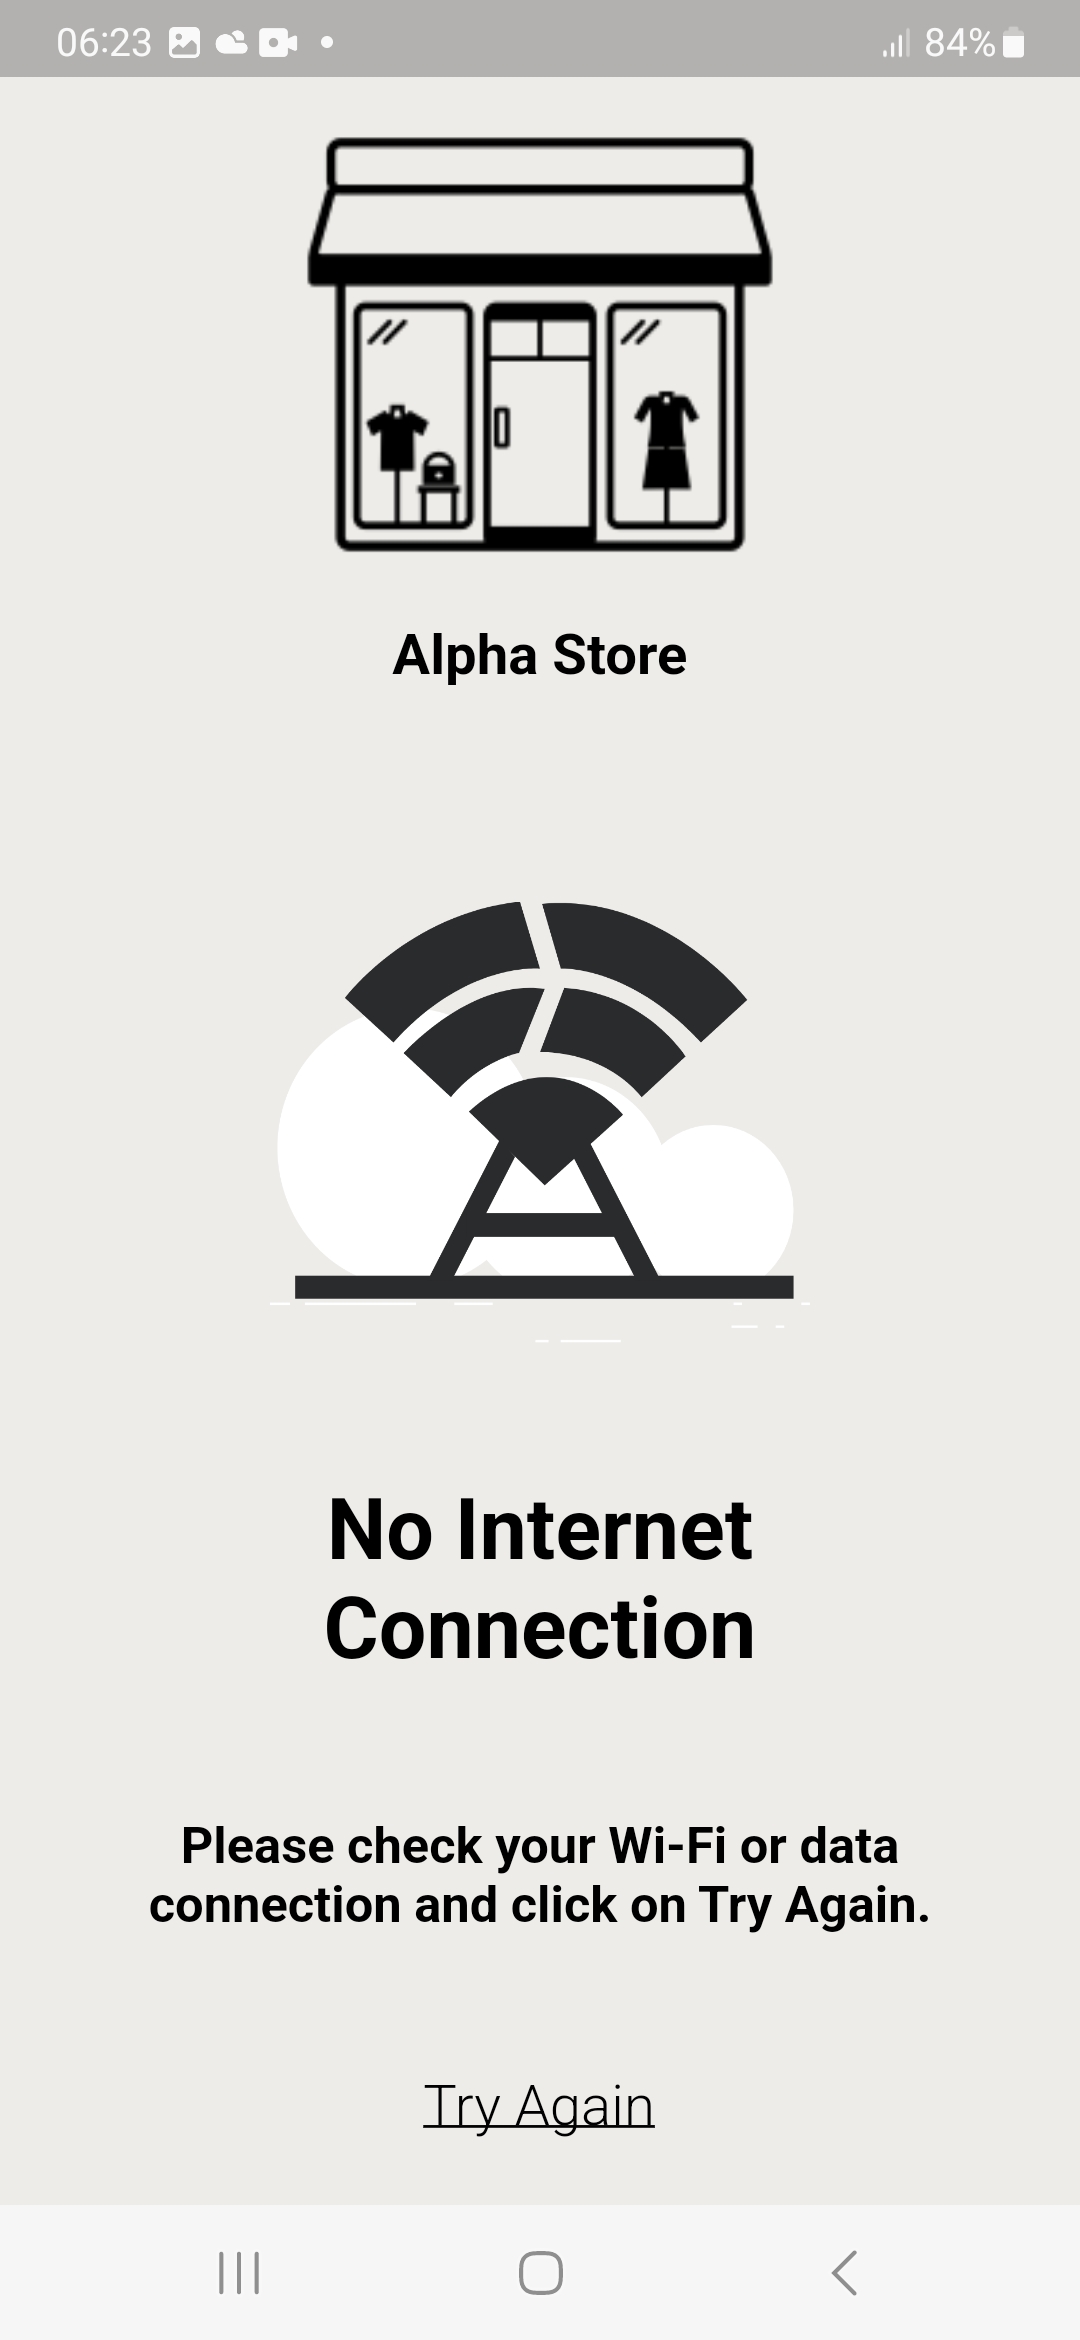 06:23 84%
Alpha Store
No Internet
Connection
Please check your Wi-Fi or data
connection and click on Try Again.
Try Again